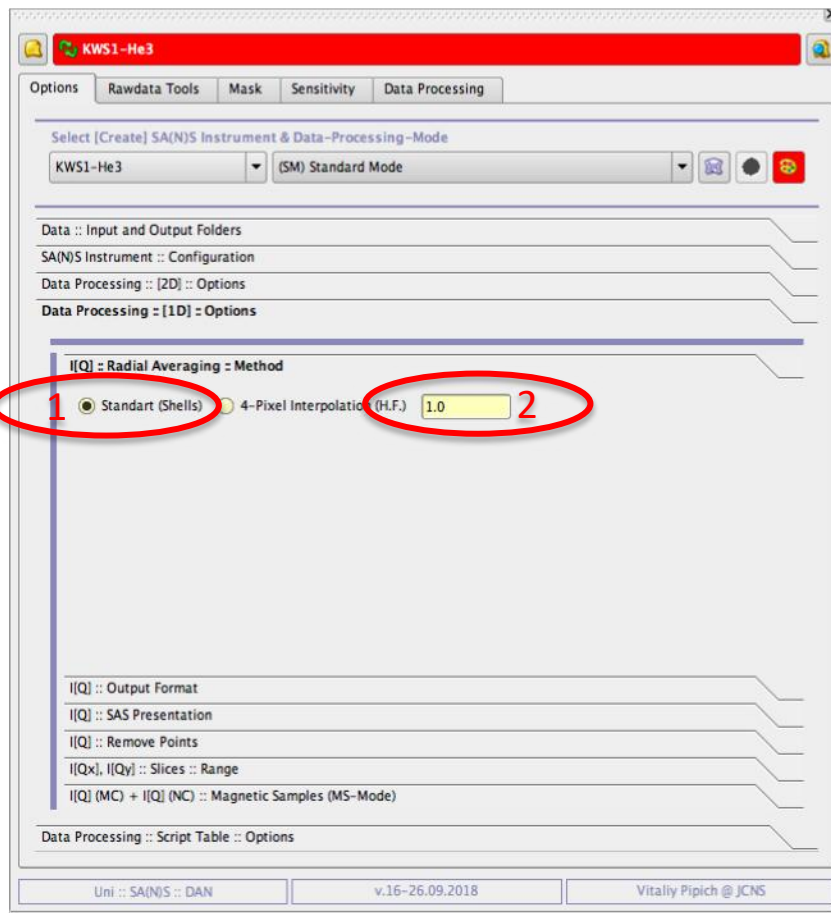 KWS1-He3
Options Rawdata Tools Mask Sensitivity Data Processing
Select [Create] SA(N)S Instrument & Data-Processing-Mode
KWS1-He3 (SM) Standard Mode
Data :: Input and Output Folders
SA(N)S Instrument :: Configuration
Data Processing :: [2D] :: Options
Data Processing :: [1D] :: Options
I[Q] :: Radial Averaging :: Method
1 Standart (Shells) 4-Pixel Interpolation (H.F.) 1.0 2
I[Q] :: Output Format
I[Q] :: SAS Presentation
I[Q] :: Remove Points
I[Qx], I[Qy] :: Slices :: Range
I[Q] (MC) + I[Q] (NC) :: Magnetic Samples (MS-Mode)
Data Processing :: Script Table :: Options
Uni :: SA(N)S :: DAN v.16-26.09.2018 Vitaliy Pipich @ JCNS